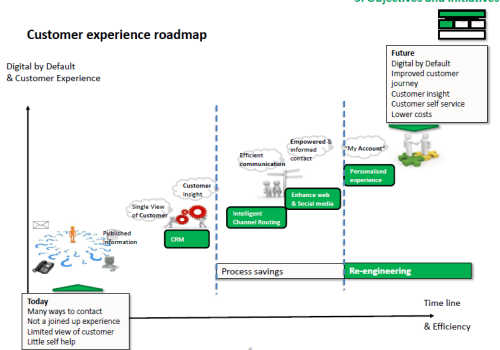 3. Objectives and Initiatives
Customer experience roadmap
Digital by Default
& Customer Experience
Future
Digital by Default
Improved customer
journey
Customer insight
Customer self service
Lower costs
Empowered &
informed
contact
"My Account"
Efficient
communication
Personalised
experience
Customer
Insight
Enhance web
& Social media
Single View
of Customer
Intelligent
Channel Routing
Published
Information
CRM
Process savings
Re-engineering
Today
Many ways to contact
Not a joined up experience
Limited view of customer
Little self help
Time line
& Efficiency